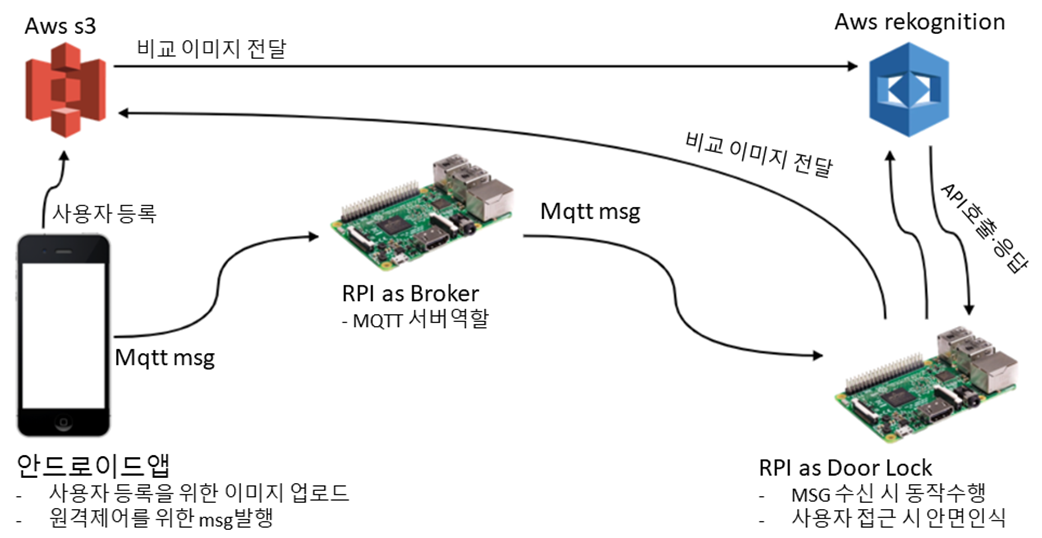 Aws s3
Aws rekognition
비교 이미지 전달
비교 이미지 전달
사용자 등록
Mqtt msg
API 호출·응답
RPI as Broker
- MQTT 서버역할
Mqtt msg
안드로이드앱
- 사용자 등록을 위한 이미지 업로드
- 원격제어를 위한 msg발행
RPI as Door Lock
- MSG 수신 시 동작수행
- 사용자 접근 시 안면인식